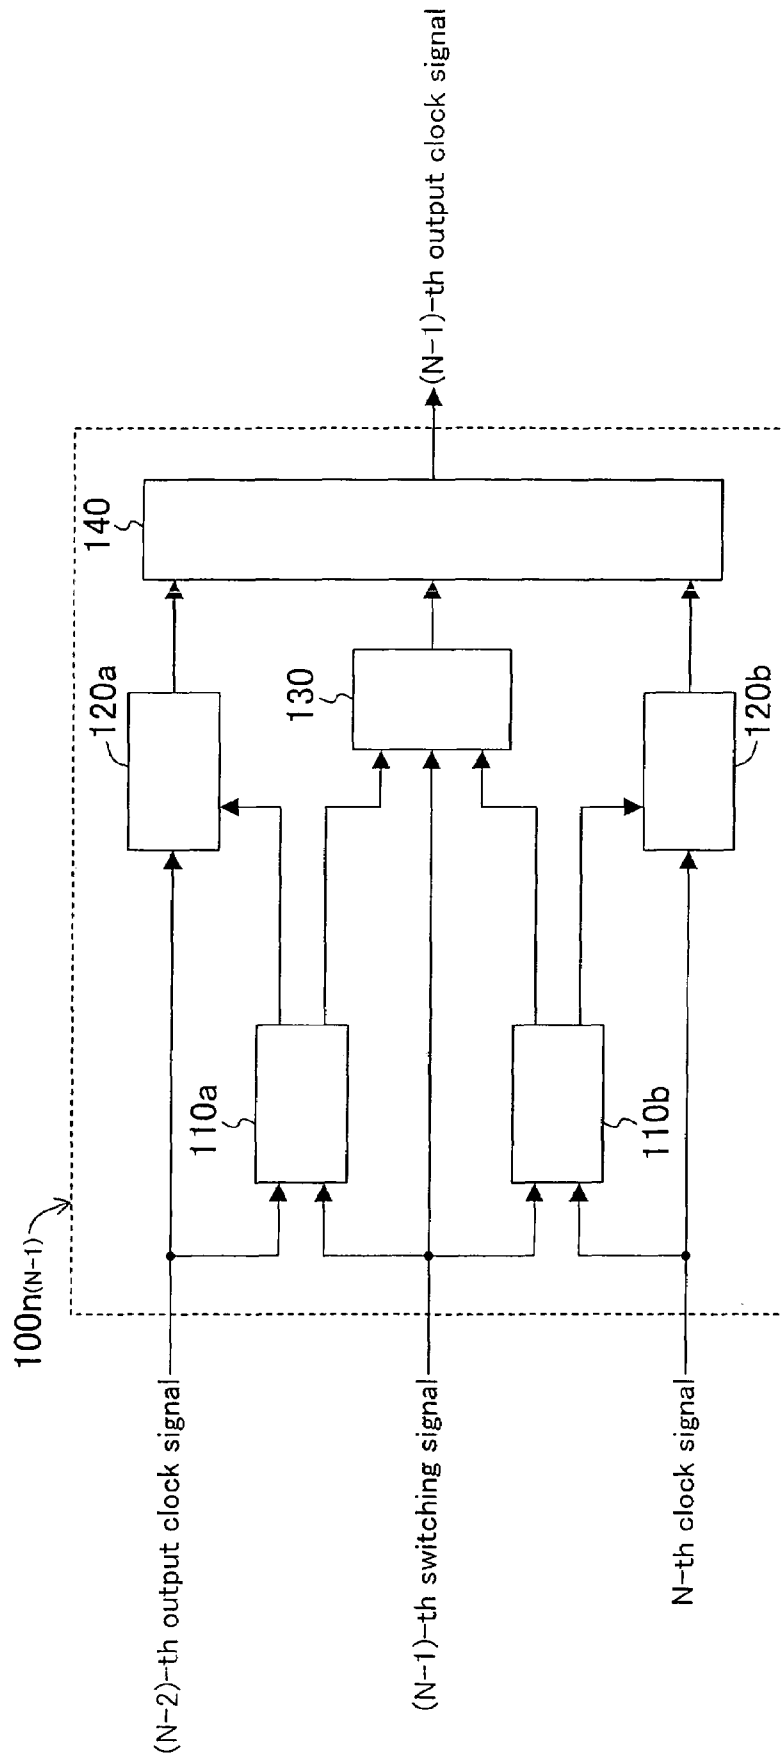 100n(N-1)
(N-2)-th output clock signal
(N-1)-th switching signal
N-th clock signal
110a
110b
120a
130
120b
140
(N-1)-th output clock signal